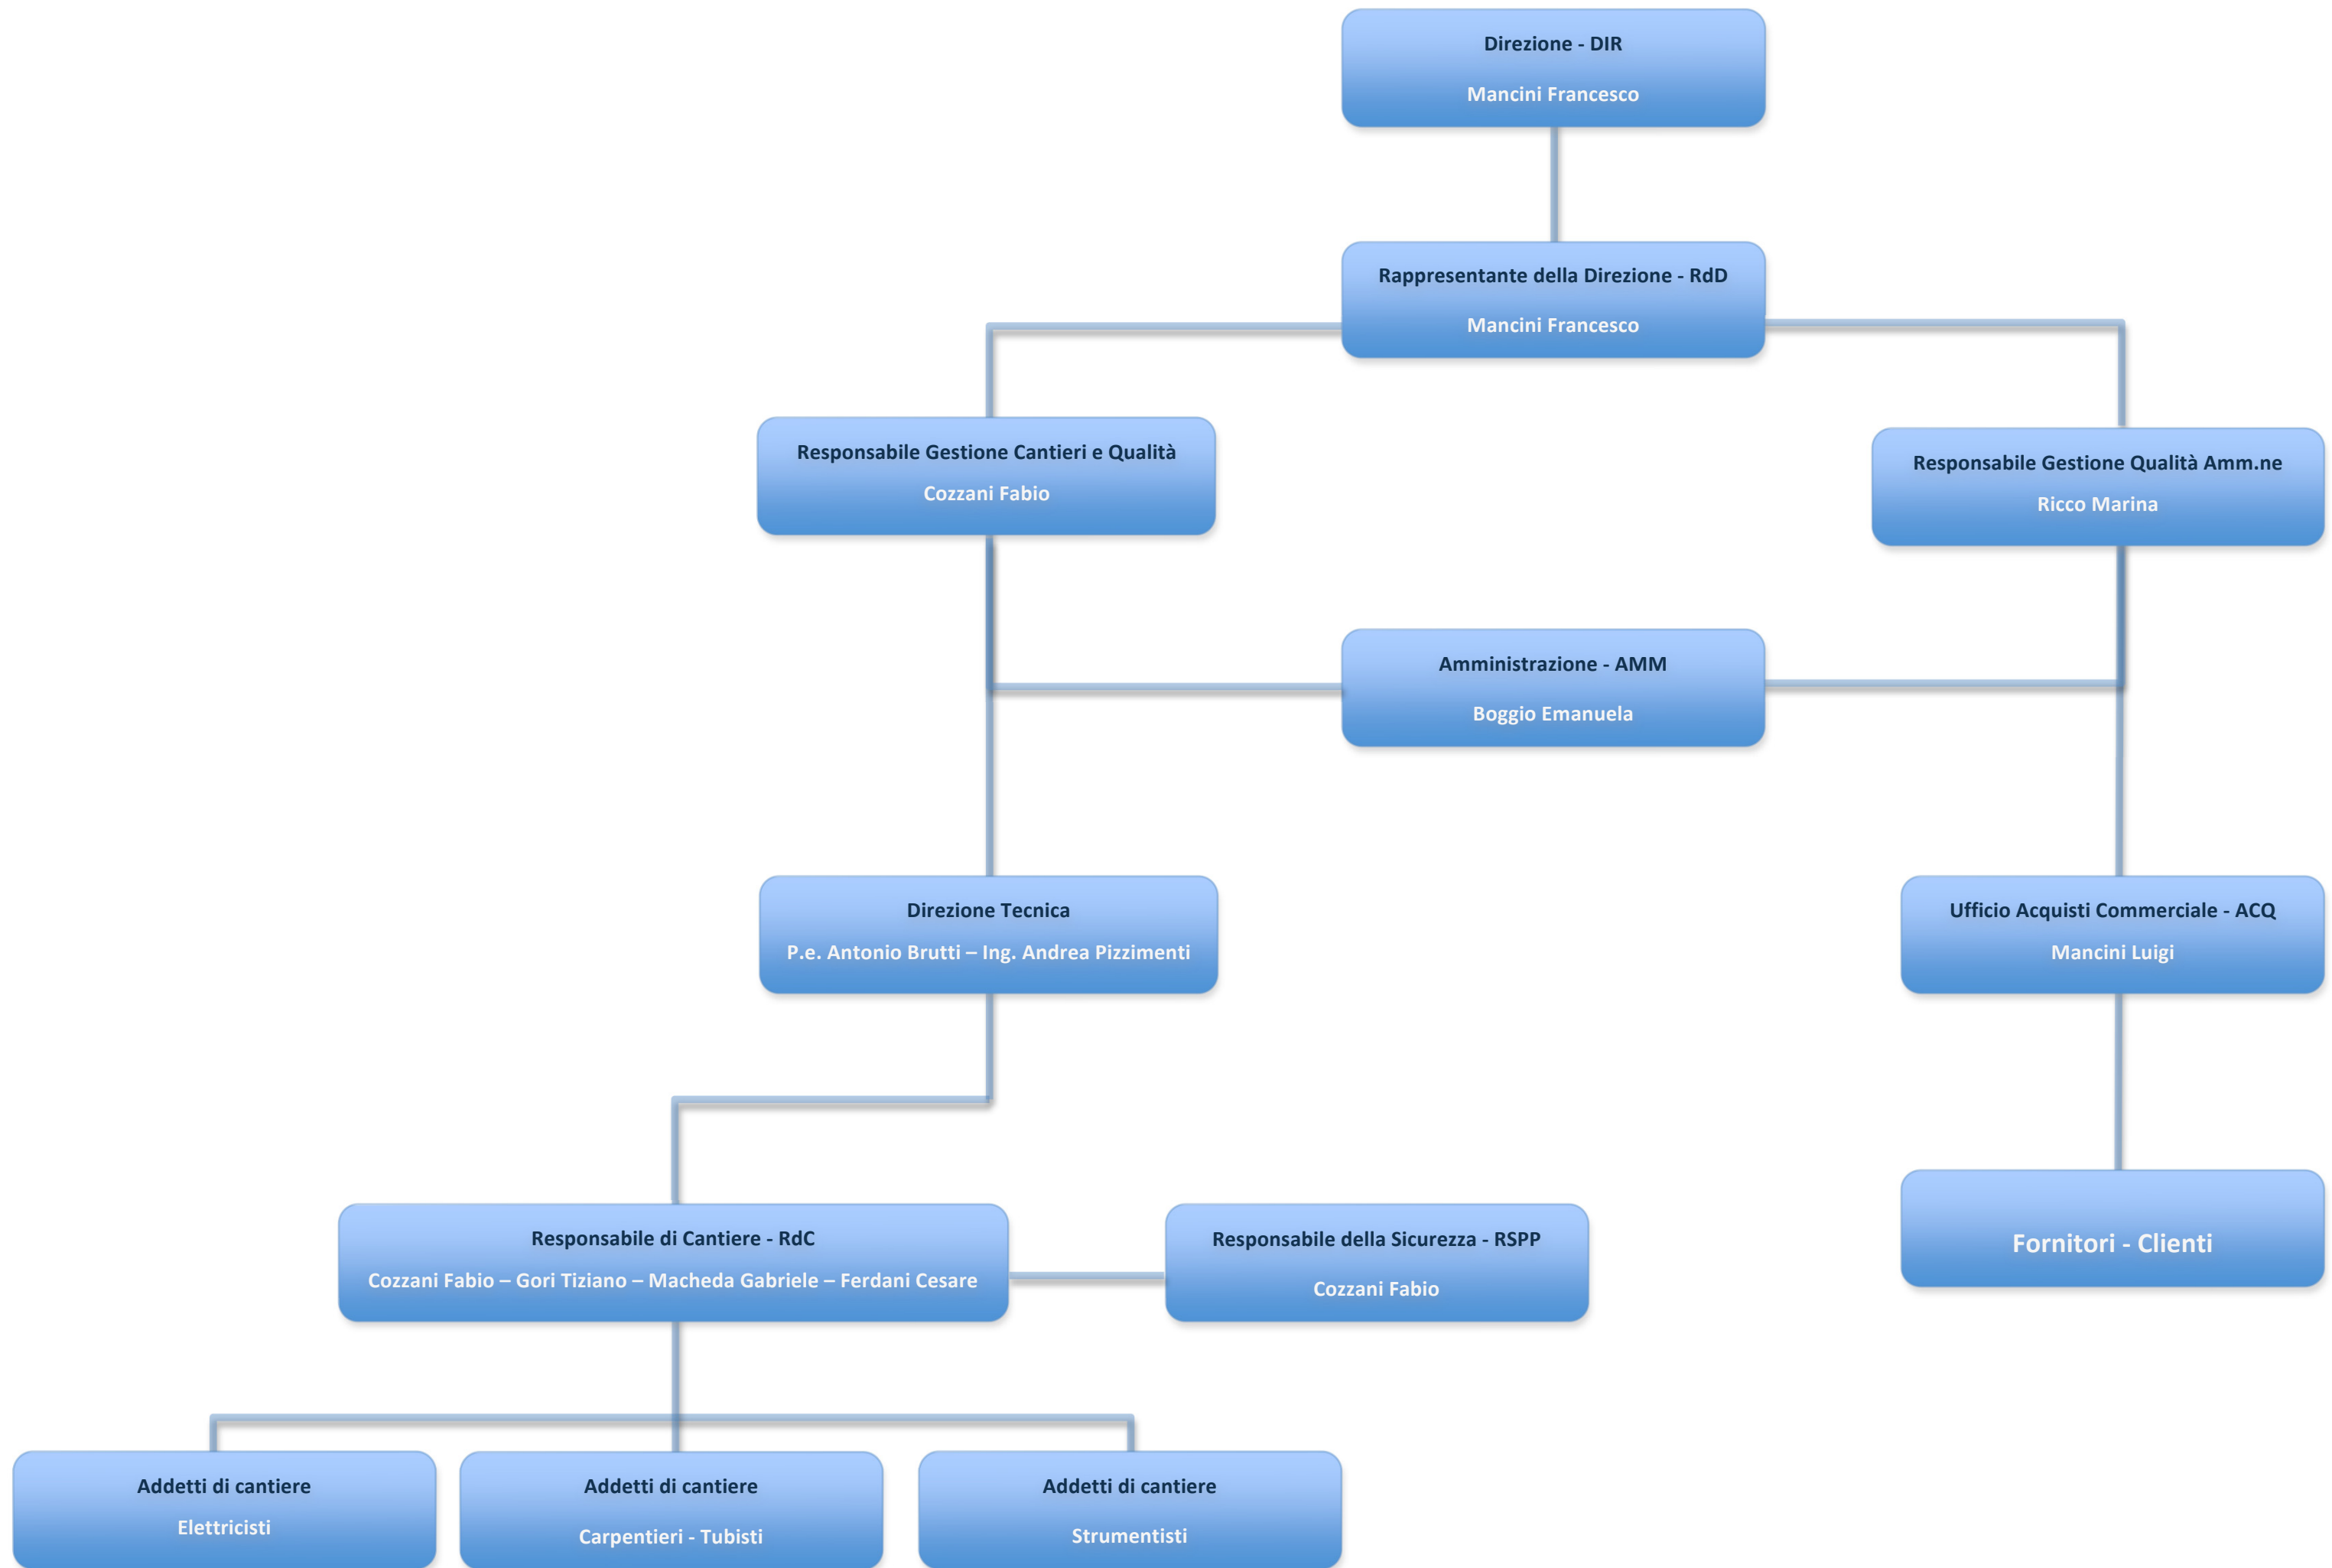 Direzione - DIR
Mancini Francesco
Rappresentante della Direzione - RdD
Mancini Francesco
Responsabile Gestione Cantieri e Qualità
Cozzani Fabio
Responsabile Gestione Qualità Amm.ne
Ricco Marina
Amministrazione - AMM
Boggio Emanuela
Direzione Tecnica
P.e. Antonio Brutti – Ing. Andrea Pizzimenti
Ufficio Acquisti Commerciale - ACQ
Mancini Luigi
Responsabile di Cantiere - RdC
Cozzani Fabio – Gori Tiziano – Macheda Gabriele – Ferdani Cesare
Responsabile della Sicurezza - RSPP
Cozzani Fabio
Fornitori - Clienti
Addetti di cantiere
Elettricisti
Addetti di cantiere
Carpentieri - Tubisti
Addetti di cantiere
Strumentisti